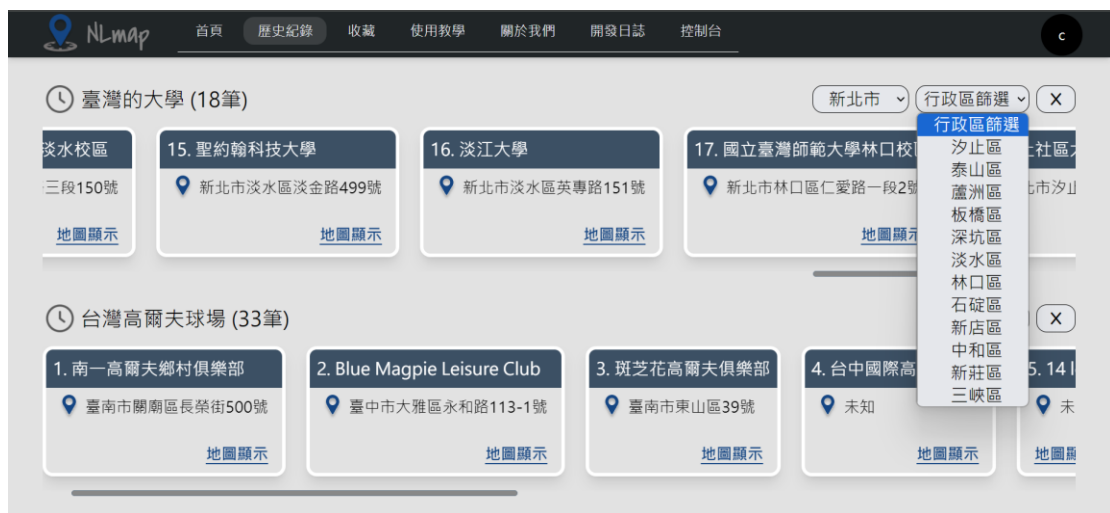 NLmap 首頁 歷史紀錄 收藏 使用教學 關於我們 開發日誌 控制台 c
臺灣的大學 (18筆) 新北市 行政區篩選 X
行政區篩選
汐止區
泰山區
蘆洲區
板橋區
深坑區
淡水區
林口區
石碇區
新店區
中和區
新莊區
三峽區
淡水校區 15. 聖約翰科技大學 16. 淡江大學 17. 國立臺灣師範大學林口校 社區
三段150號 新北市淡水區淡金路499號 新北市淡水區英專路151號 新北市林口區仁愛路一段2號 北市汐止
地圖顯示 地圖顯示 地圖顯示 地圖顯示
台灣高爾夫球場 (33筆) X
1. 南一高爾夫鄉村俱樂部 2. Blue Magpie Leisure Club 3. 斑芝花高爾夫俱樂部 4. 台中國際高 5. 14
臺南市關廟區長榮街500號 臺中市大雅區永和路113-1號 臺南市東山區39號 未知 未
地圖顯示 地圖顯示 地圖顯示 地圖顯示 地圖顯